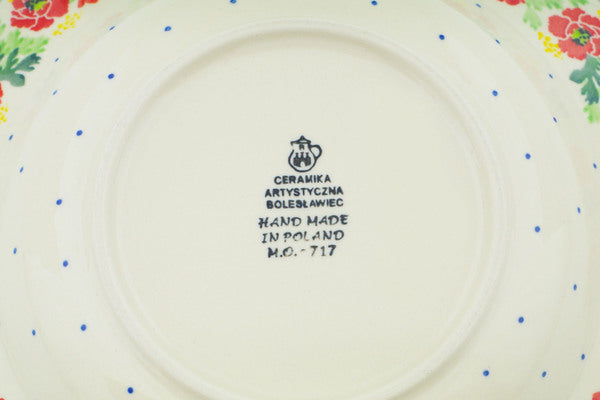 CERAMIKA
ARTYSTYCZNA
BOLESŁAWIEC
HAND MADE
IN POLAND
M.O.-717